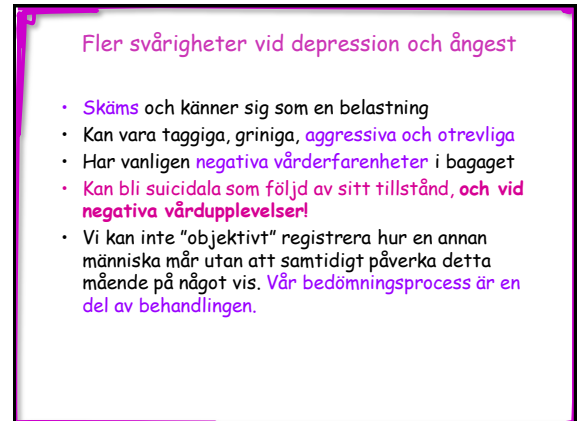 Fler svårigheter vid depression och ångest
• Skäms och känner sig som en belastning
• Kan vara taggiga, griniga, aggressiva och otrevliga
• Har vanligen negativa vårderfarenheter i bagaget
• Kan bli suicidala som följd av sitt tillstånd, och vid
negativa vårdupplevelser!
• Vi kan inte ”objektivt” registrera hur en annan
människa mår utan att samtidigt påverka detta
mående på något vis. Vår bedömningsprocess är en
del av behandlingen.